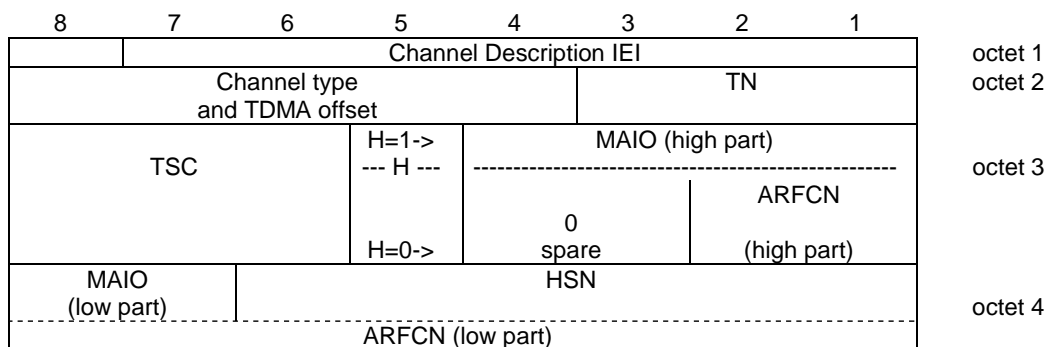 8 7 6 5 4 3 2 1
Channel Description IEI octet 1
Channel type TN octet 2
and TDMA offset
H=1-> MAIO (high part)
TSC --- H --- octet 3
ARFCN
0
H=0-> spare (high part)
MAIO HSN
(low part) octet 4
ARFCN (low part)